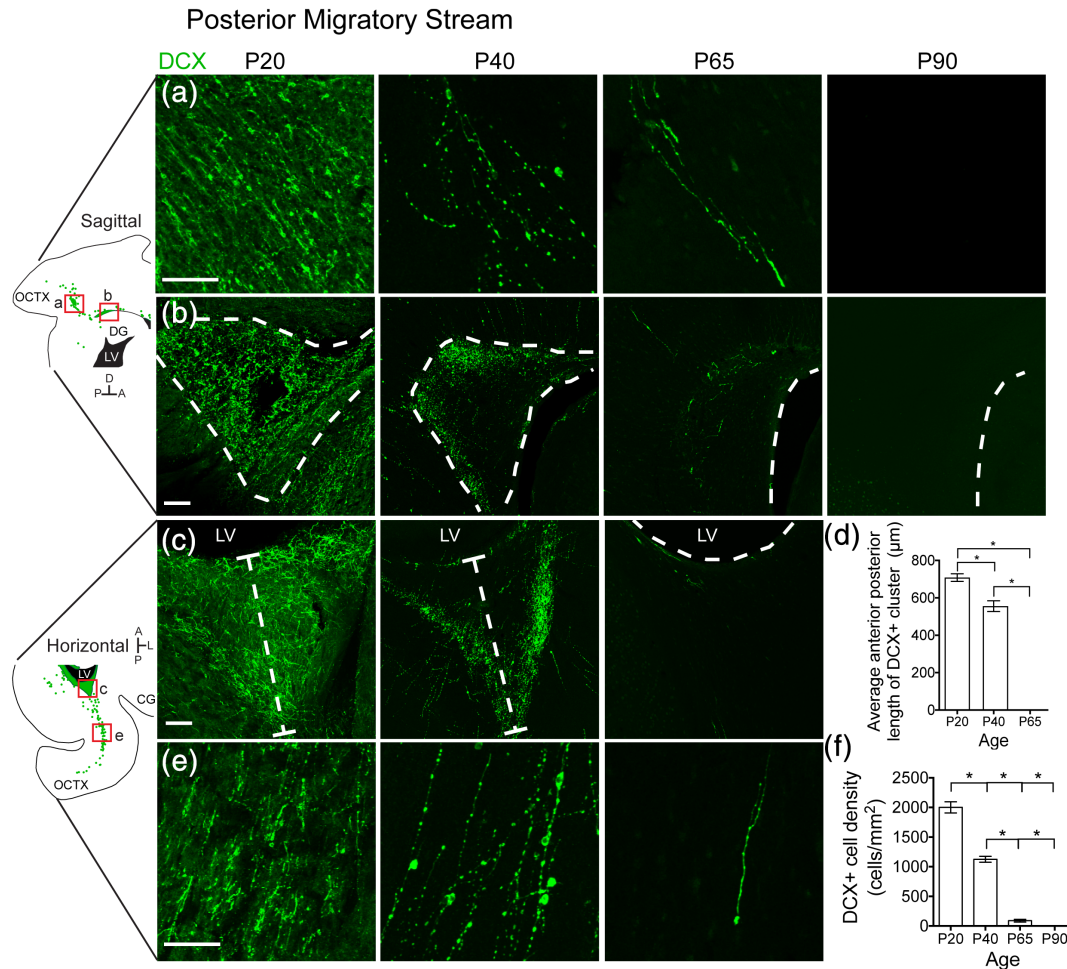 Posterior Migratory Stream
DCX P20 P40 P65 P90
(a)
Sagittal
OCTX a b
DG
LV
D
P A
(b)
(c) LV LV LV
(d)
Average anterior posterior
length of DCX+ cluster (µm)
800
600
400
200
0
* *
*
P20 P40 P65
Age
Horizontal
A
L
P
LV
c
CG
e
OCTX
(e)
(f)
DCX+ cell density
(cells/mm²)
2500
2000
1500
1000
500
0
* * *
* *
P20 P40 P65 P90
Age